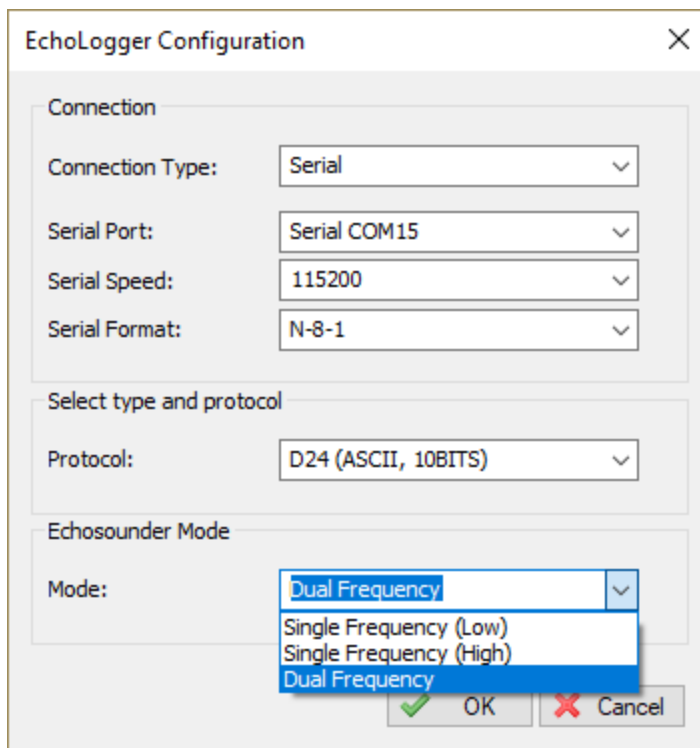 EchoLogger Configuration
Connection
Connection Type: Serial
Serial Port: Serial COM15
Serial Speed: 115200
Serial Format: N-8-1
Select type and protocol
Protocol: D24 (ASCII, 10BITS)
Echosounder Mode
Mode: Dual Frequency
Single Frequency (Low)
Single Frequency (High)
Dual Frequency
OK Cancel